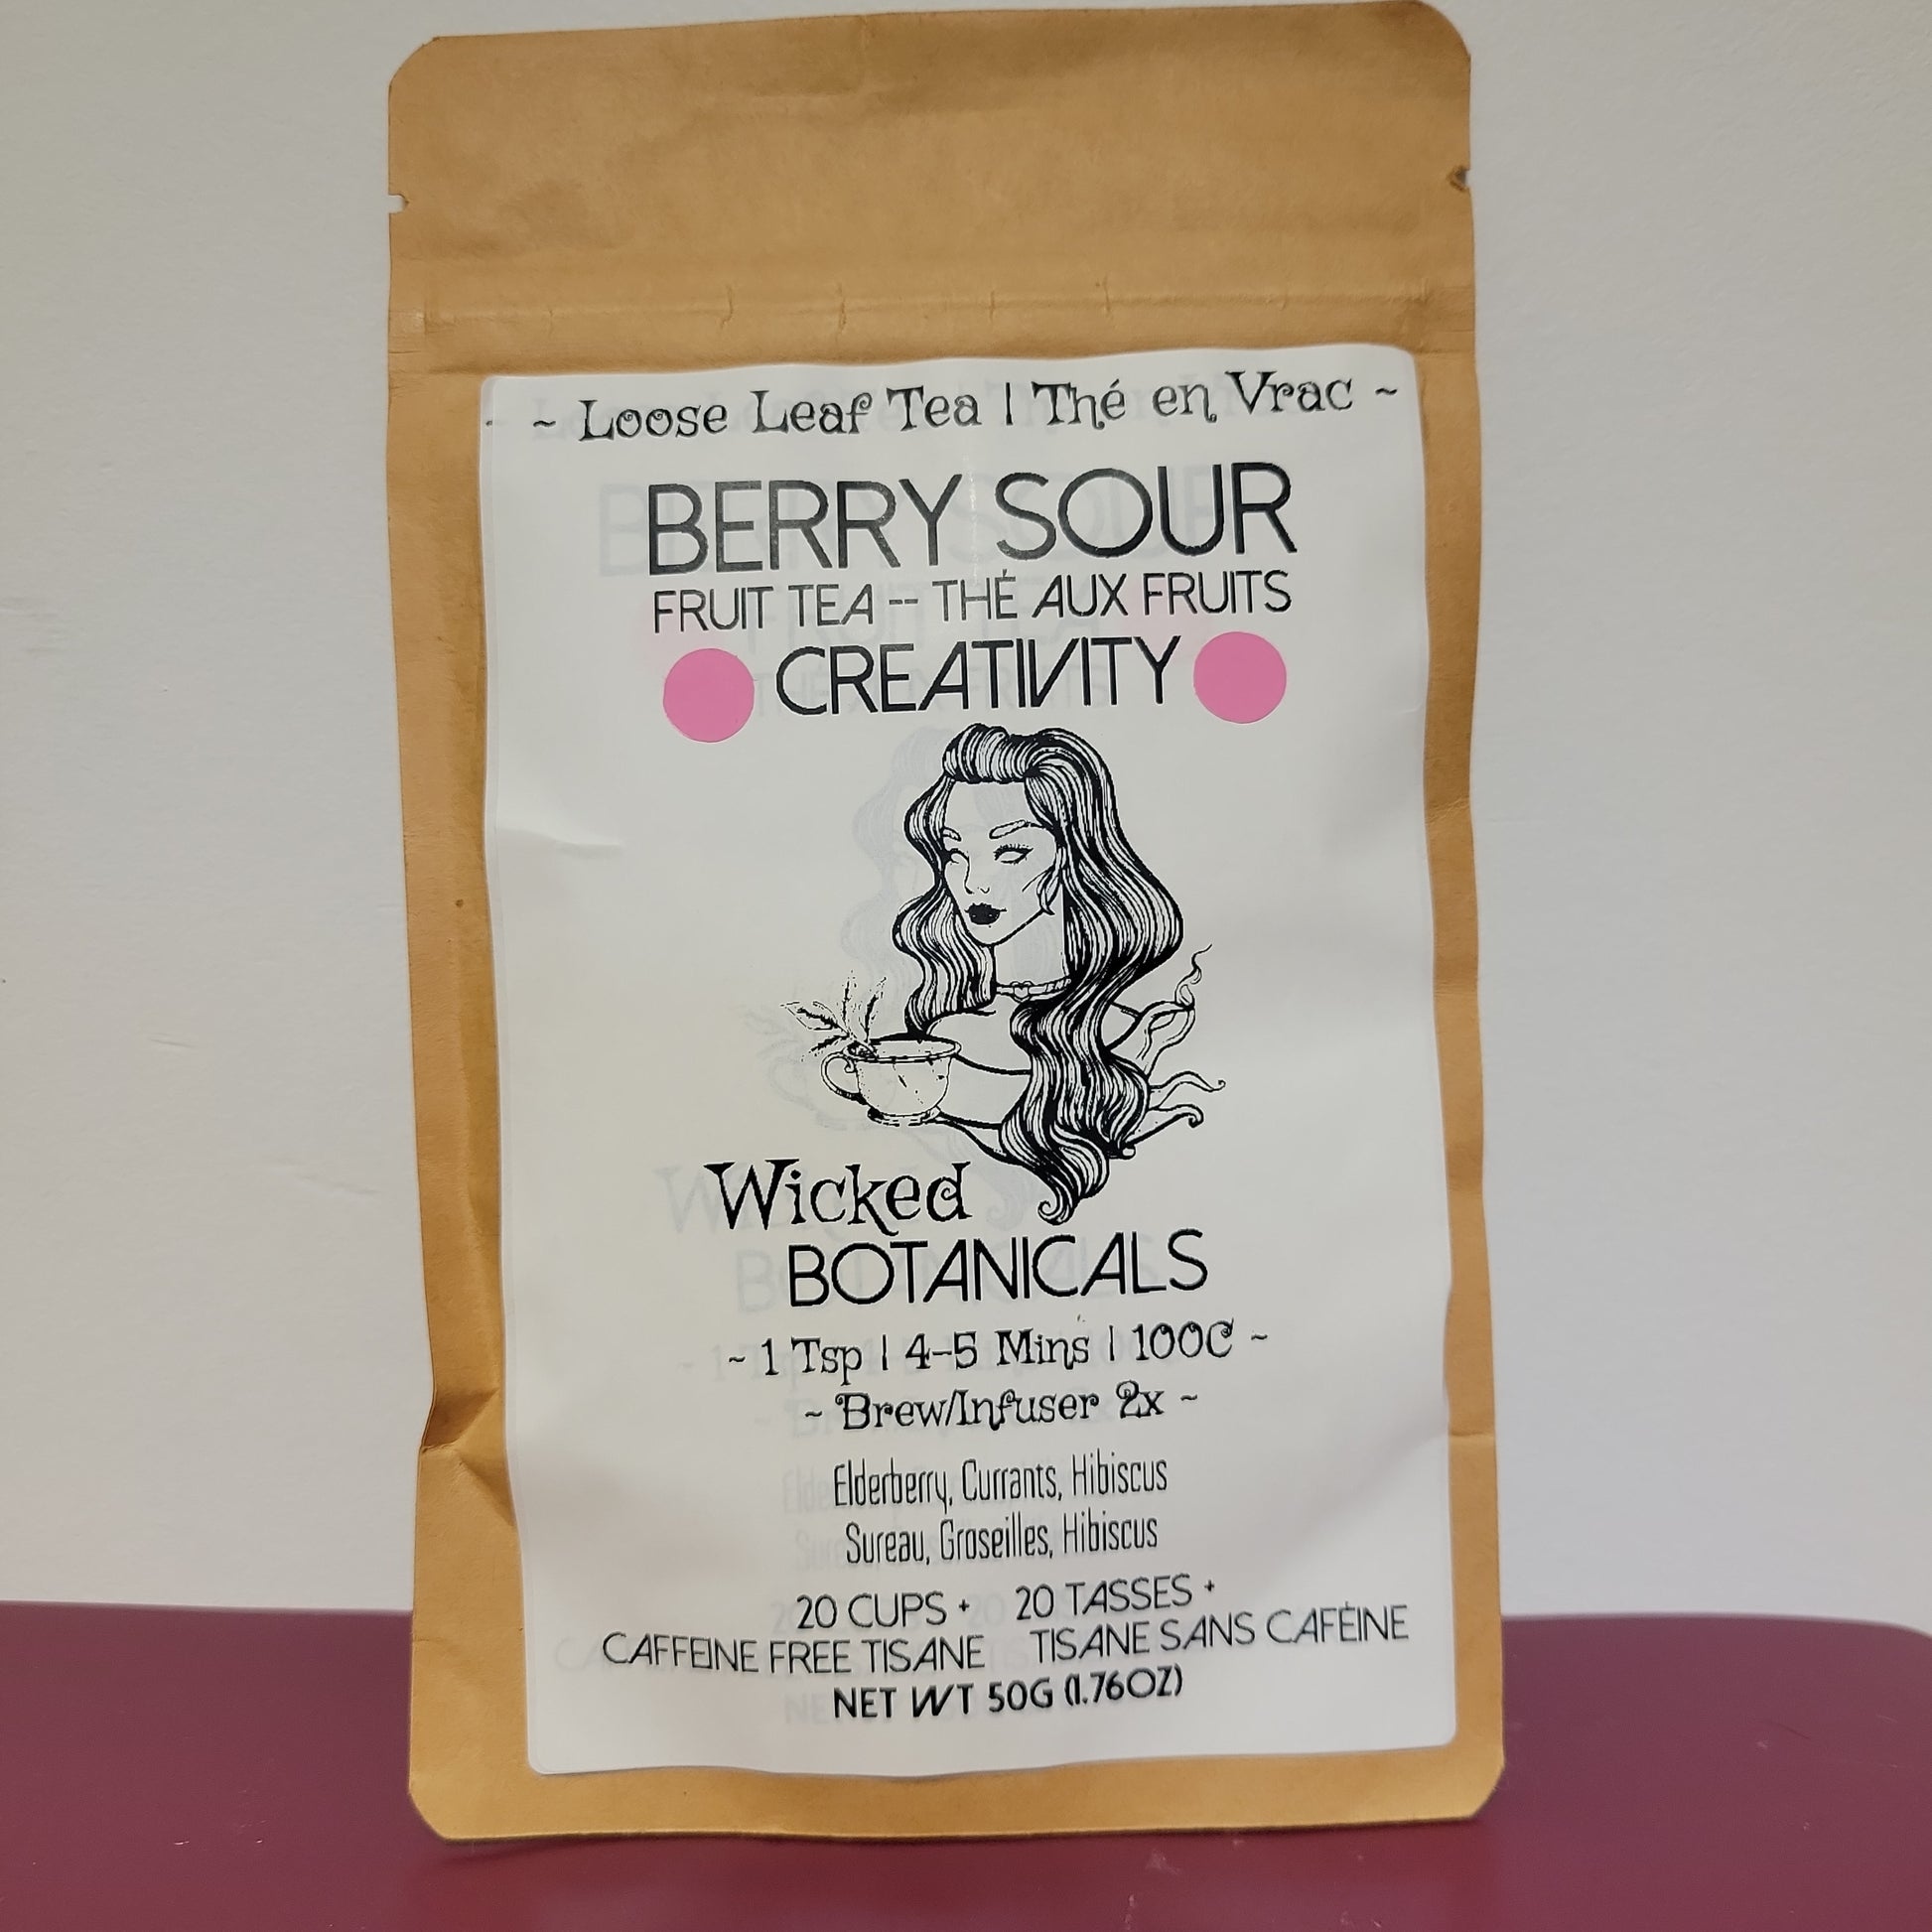 ~ Loose Leaf Tea | Thé en Vrac ~
BERRY SOUR
FRUIT TEA -- THÉ AUX FRUITS
CREATIVITY
Wicked
BOTANICALS
~ 1 Tsp | 4-5 Mins | 100C ~
~ Brew/Infuser 2x ~
Elderberry, Currants, Hibiscus
Sureau, Groseilles, Hibiscus
20 CUPS + 20 TASSES +
CAFFEINE FREE TISANE TISANE SANS CAFÉINE
NET WT 50G (1.76OZ)